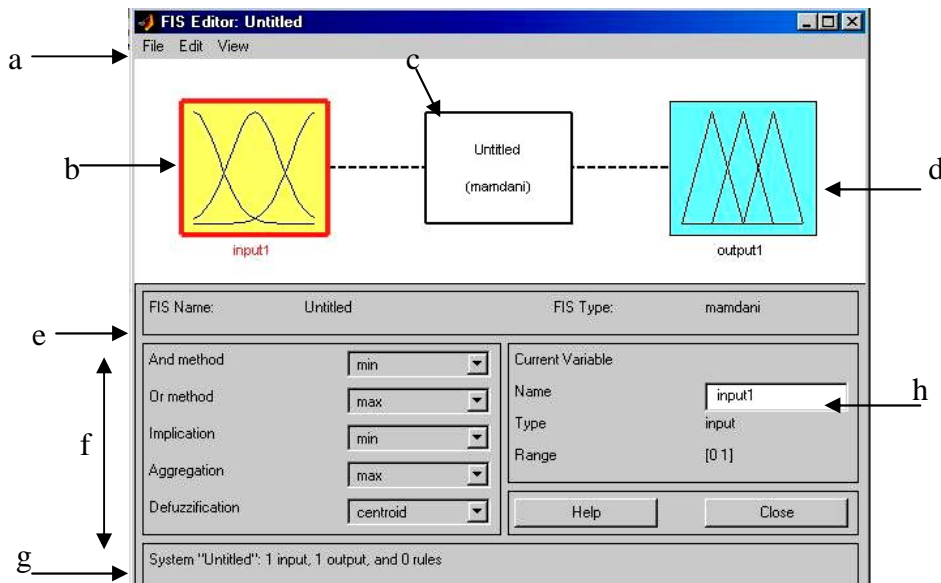 FIS Editor: Untitled
File Edit View
a
c
b
Untitled
(mamdani)
d
input1
output1
FIS Name: Untitled FIS Type: mamdani
e
And method min
Or method max
Implication min
Aggregation max
Defuzzification centroid
f
Current Variable
Name input1
h
Type input
Range [0 1]
Help Close
g
System "Untitled": 1 input, 1 output, and 0 rules